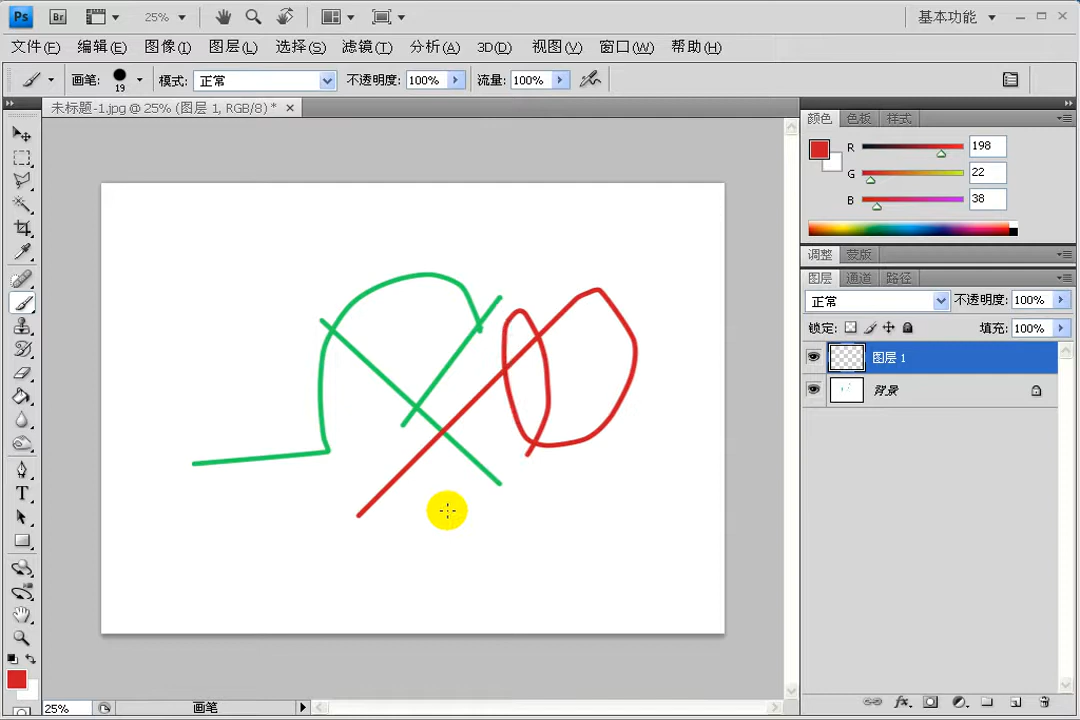 Ps Br 25% 基本功能
文件(F) 编辑(E) 图像(I) 图层(L) 选择(S) 滤镜(T) 分析(A) 3D(D) 视图(V) 窗口(W) 帮助(H)
画笔: 19 模式: 正常 不透明度: 100% 流量: 100%
未标题-1.jpg @ 25% (图层 1, RGB/8) *
颜色 色板 样式
R 198
G 22
B 38
调整 蒙版
图层 通道 路径
正常 不透明度: 100%
锁定: 填充: 100%
图层 1
背景
T
25% 画笔
fx